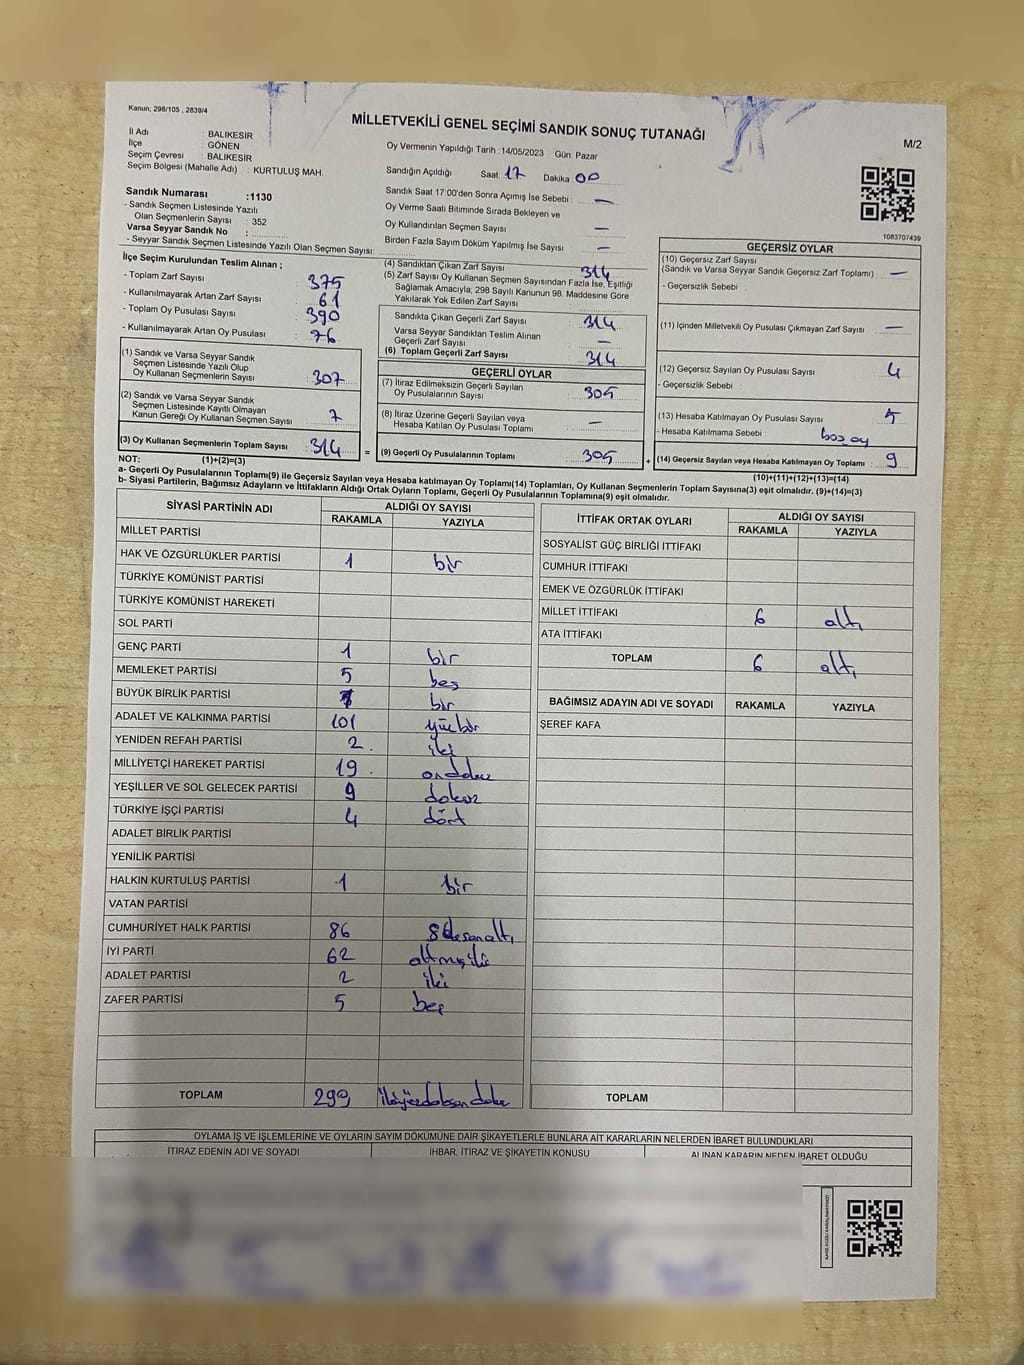 Kanun; 298/105 , 2839/4
MİLLETVEKİLİ GENEL SEÇİMİ SANDIK SONUÇ TUTANAĞI
M/2
İl Adı : BALIKESİR
İlçe : GÖNEN
Seçim Çevresi : BALIKESİR
Seçim Bölgesi (Mahalle Adı) : KURTULUŞ MAH.
Sandık Numarası :1130
- Sandık Seçmen Listesinde Yazılı
Olan Seçmenlerin Sayısı : 352
Varsa Seyyar Sandık No :
- Seyyar Sandık Seçmen Listesinde Yazılı Olan Seçmen Sayısı:
Oy Vermenin Yapıldığı Tarih :14/05/2023 Gün: Pazar
Sandığın Açıldığı Saat 17 Dakika 00
Sandık Saat 17 00'den Sonra Açımış İse Sebebi : —
Oy Verme Saati Bitiminde Sırada Bekleyen ve
Oy Kullandırılan Seçmen Sayısı : —
Birden Fazla Sayım Döküm Yapılmış İse Sayısı : —
1083707439
İlçe Seçim Kurulundan Teslim Alınan ;
- Toplam Zarf Sayısı : 375
- Kullanılmayarak Artan Zarf Sayısı : 61
- Toplam Oy Pusulası Sayısı : 390
- Kullanılmayarak Artan Oy Pusulası : 76
(1) Sandık ve Varsa Seyyar Sandık
Seçmen Listesinde Yazılı Olup
Oy Kullanan Seçmenlerin Sayısı : 307
(2) Sandık ve Varsa Seyyar Sandık
Seçmen Listesinde Kayıtlı Olmayan
Kanun Gereği Oy Kullanan Seçmen Sayısı : 7
(3) Oy Kullanan Seçmenlerin Toplam Sayısı : 314
(4) Sandıktan Çıkan Zarf Sayısı : 314
(5) Zarf Sayısı Oy Kullanan Seçmen Sayısından Fazla İse, Eşitliği
Sağlamak Amacıyla; 298 Sayılı Kanunun 98. Maddesine Göre
Yakılarak Yok Edilen Zarf Sayısı :
Sandıkta Çıkan Geçerli Zarf Sayısı : 314
Varsa Seyyar Sandıktan Teslim Alınan
Geçerli Zarf Sayısı : —
(6) Toplam Geçerli Zarf Sayısı : 314
GEÇERLİ OYLAR
(7) İtiraz Edilmeksizin Geçerli Sayılan
Oy Pusulalarının Sayısı : 305
(8) İtiraz Üzerine Geçerli Sayılan veya
Hesaba Katılan Oy Pusulası Toplamı : —
= (9) Geçerli Oy Pusulalarının Toplamı : 305
GEÇERSİZ OYLAR
(10) Geçersiz Zarf Sayısı
(Sandık ve Varsa Seyyar Sandık Geçersiz Zarf Toplamı) : —
- Geçersizlik Sebebi :
(11) İçinden Milletvekili Oy Pusulası Çıkmayan Zarf Sayısı : —
(12) Geçersiz Sayılan Oy Pusulası Sayısı : 4
- Geçersizlik Sebebi :
(13) Hesaba Katılmayan Oy Pusulası Sayısı : 5
- Hesaba Katılmama Sebebi : boş oy
+ (14) Geçersiz Sayılan veya Hesaba Katılmayan Oy Toplamı : 9
NOT: (1)+(2)=(3)
(10)+(11)+(12)+(13)=(14)
a- Geçerli Oy Pusulalarının Toplamı(9) ile Geçersiz Sayılan veya Hesaba Katılmayan Oy Toplamı(14) Toplamları, Oy Kullanan Seçmenlerin Toplam Sayısına(3) eşit olmalıdır. (9)+(14)=(3)
b- Siyasi Partilerin, Bağımsız Adayların ve İttifakların Aldığı Ortak Oyların Toplamı, Geçerli Oy Pusulalarının Toplamına(9) eşit olmalıdır.
SİYASİ PARTİNİN ADI
ALDIĞI OY SAYISI
RAKAMLA YAZIYLA
MİLLET PARTİSİ
HAK VE ÖZGÜRLÜKLER PARTİSİ 1 bir
TÜRKİYE KOMÜNİST PARTİSİ
TÜRKİYE KOMÜNİST HAREKETİ
SOL PARTİ
GENÇ PARTİ 1 bir
MEMLEKET PARTİSİ 5 beş
BÜYÜK BİRLİK PARTİSİ 1 bir
ADALET VE KALKINMA PARTİSİ 101 yüzbir
YENİDEN REFAH PARTİSİ 2 iki
MİLLİYETÇİ HAREKET PARTİSİ 19 ondokuz
YEŞİLLER VE SOL GELECEK PARTİSİ 9 dokuz
TÜRKİYE İŞÇİ PARTİSİ 4 dört
ADALET BİRLİK PARTİSİ
YENİLİK PARTİSİ
HALKIN KURTULUŞ PARTİSİ 1 bir
VATAN PARTİSİ
CUMHURİYET HALK PARTİSİ 86 seksenaltı
İYİ PARTİ 62 altmışiki
ADALET PARTİSİ 2 iki
ZAFER PARTİSİ 5 beş
TOPLAM 299 ikiyüzdoksandokuz
İTTİFAK ORTAK OYLARI
ALDIĞI OY SAYISI
RAKAMLA YAZIYLA
SOSYALİST GÜÇ BİRLİĞİ İTTİFAKI
CUMHUR İTTİFAKI
EMEK VE ÖZGÜRLÜK İTTİFAKI
MİLLET İTTİFAKI 6 altı
ATA İTTİFAKI
TOPLAM 6 altı
BAĞIMSIZ ADAYIN ADI VE SOYADI RAKAMLA YAZIYLA
ŞEREF KAFA
TOPLAM
OYLAMA İŞ VE İŞLEMLERİNE VE OYLARIN SAYIM DÖKÜMÜNE DAİR ŞİKAYETLERLE BUNLARA AİT KARARLARIN NELERDEN İBARET BULUNDUKLARI
İTİRAZ EDENİN ADI VE SOYADI
İHBAR, İTİRAZ VE ŞİKAYETİN KONUSU
ALINAN KARARIN NEDEN İBARET OLDUĞU